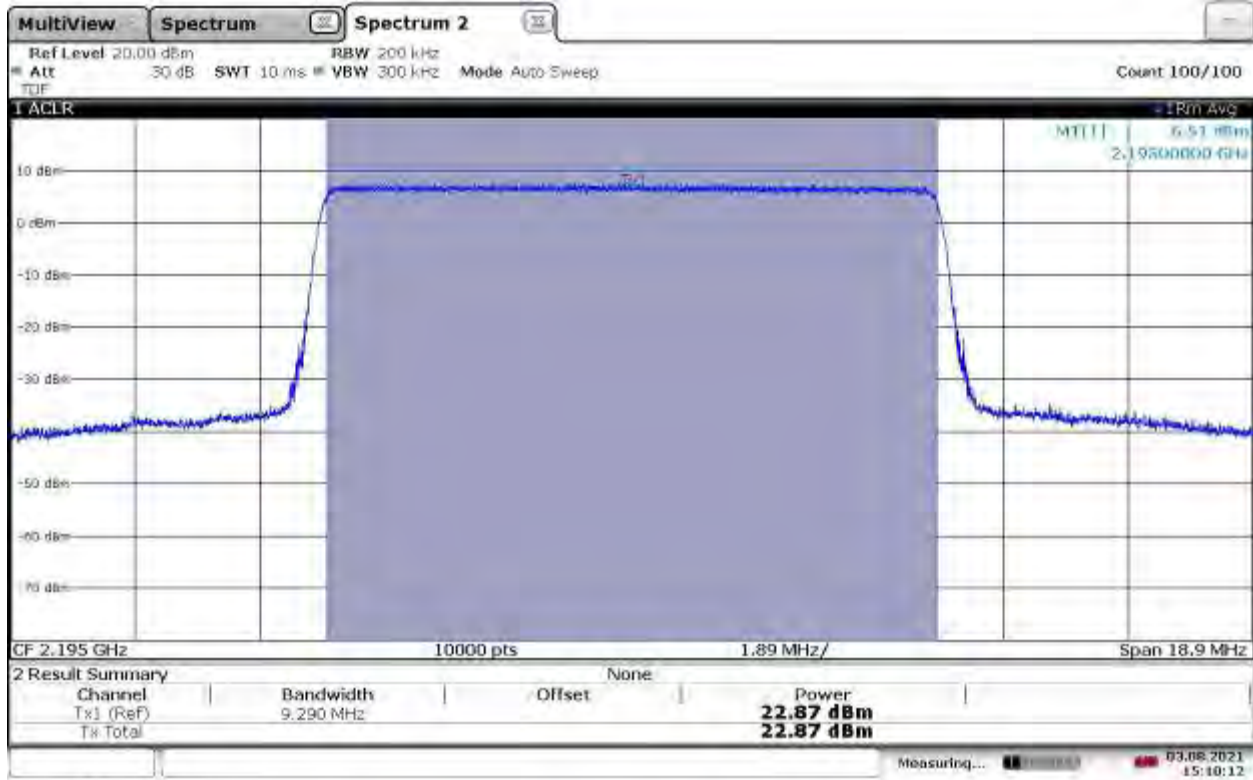 MultiView Spectrum Spectrum 2
Ref Level 20.00 dBm RBW 200 kHz
Att 30 dB SWT 10 ms VBW 300 kHz Mode Auto Sweep Count 100/100
TDF
1 ACLR 1Rm Avg
6.51 dBm
GHz
10 dBm
Tx1
0 dBm
-10 dBm
-20 dBm
-30 dBm
-50 dBm
-60 dBm
-70 dBm
CF 2.195 GHz 10000 pts 1.89 MHz/ Span 18.9 MHz
2 Result Summary None
Channel Bandwidth Offset Power
Tx1 (Ref) 9.290 MHz 22.87 dBm
Tx Total 22.87 dBm
Measuring... 03.08.2021
15:10:12